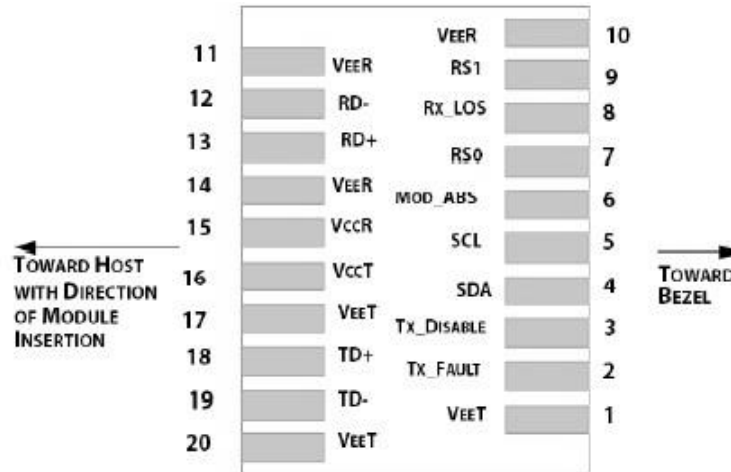 11 VEER
12 RD-
13 RD+
14 VEER
15 VCCR
16 VCCT
17 VEET
18 TD+
19 TD-
20 VEET
VEER 10
RS1 9
RX_LOS 8
RS0 7
MOD_ABS 6
SCL 5
SDA 4
TX_DISABLE 3
TX_FAULT 2
VEET 1
TOWARD HOST
WITH DIRECTION
OF MODULE
INSERTION
TOWARD
BEZEL